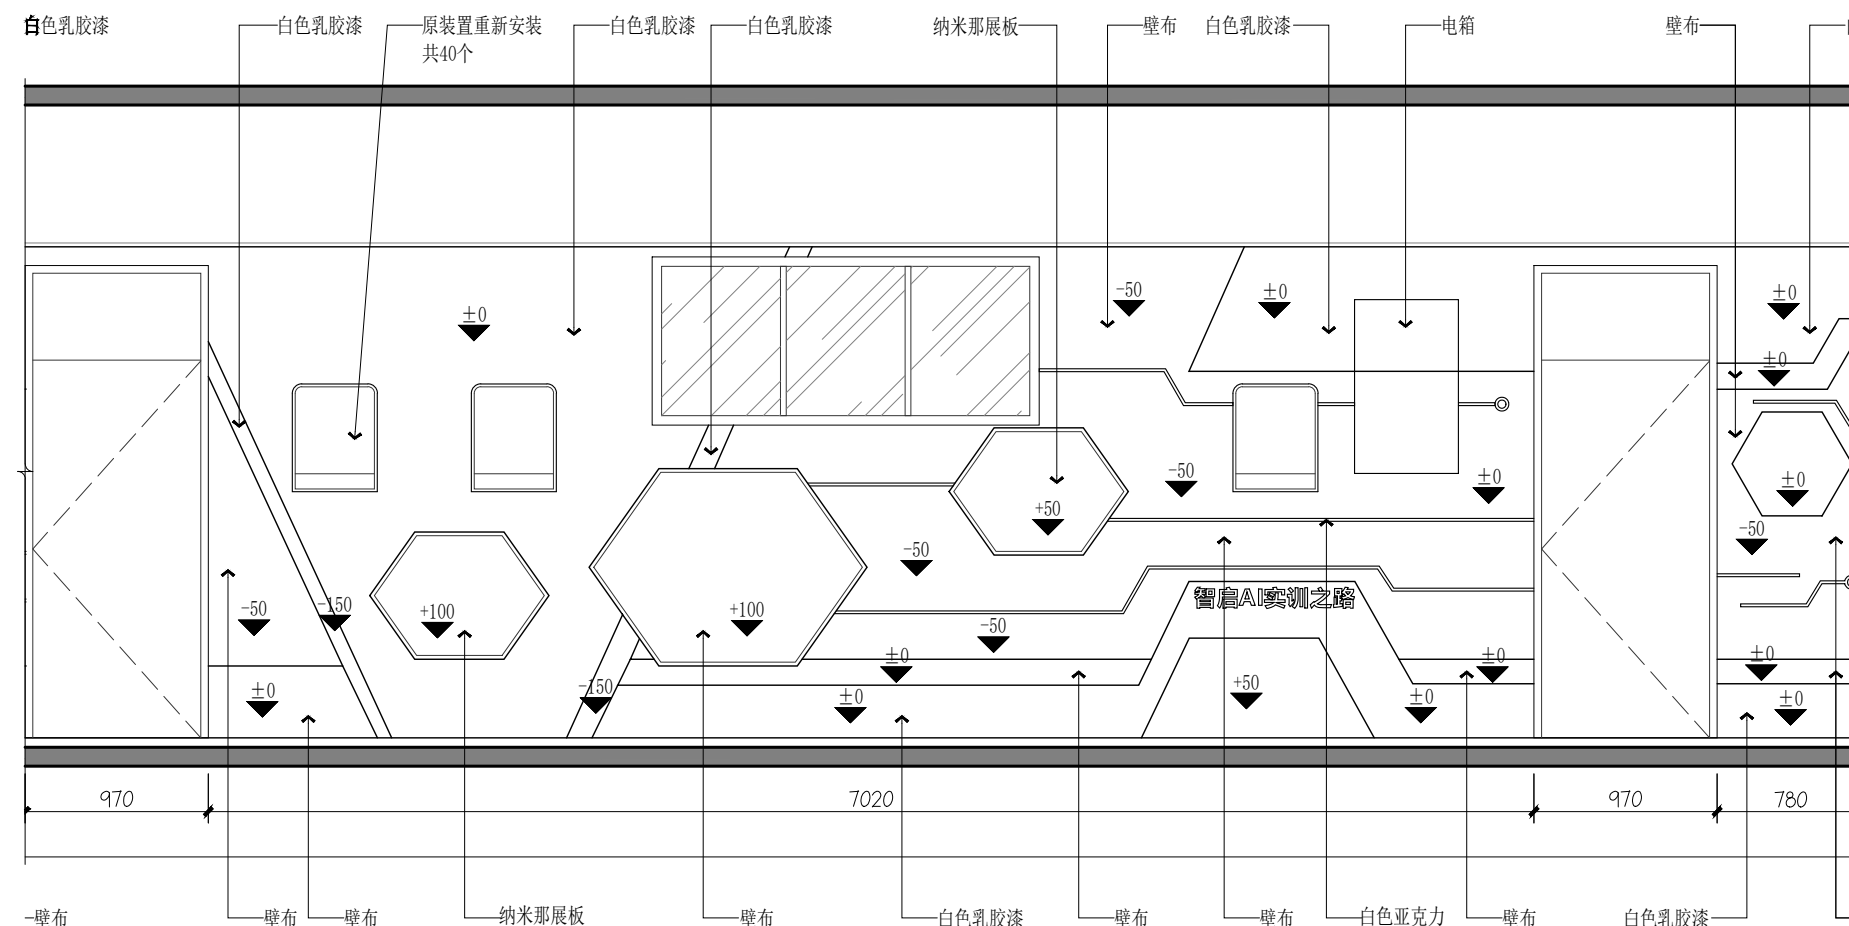 白色乳胶漆
白色乳胶漆
原装置重新安装
共40个
白色乳胶漆
白色乳胶漆
纳米那展板
壁布
白色乳胶漆
电箱
壁布
±0
-50
±0
±0
±0
-50
±0
±0
+50
-50
-50
-50
-150
+100
+100
智启AI实训之路
-50
±0
±0
±0
±0
-150
+50
±0
±0
±0
970
7020
970
780
壁布
壁布
壁布
纳米那展板
壁布
白色乳胶漆
壁布
壁布
白色亚克力
壁布
白色乳胶漆